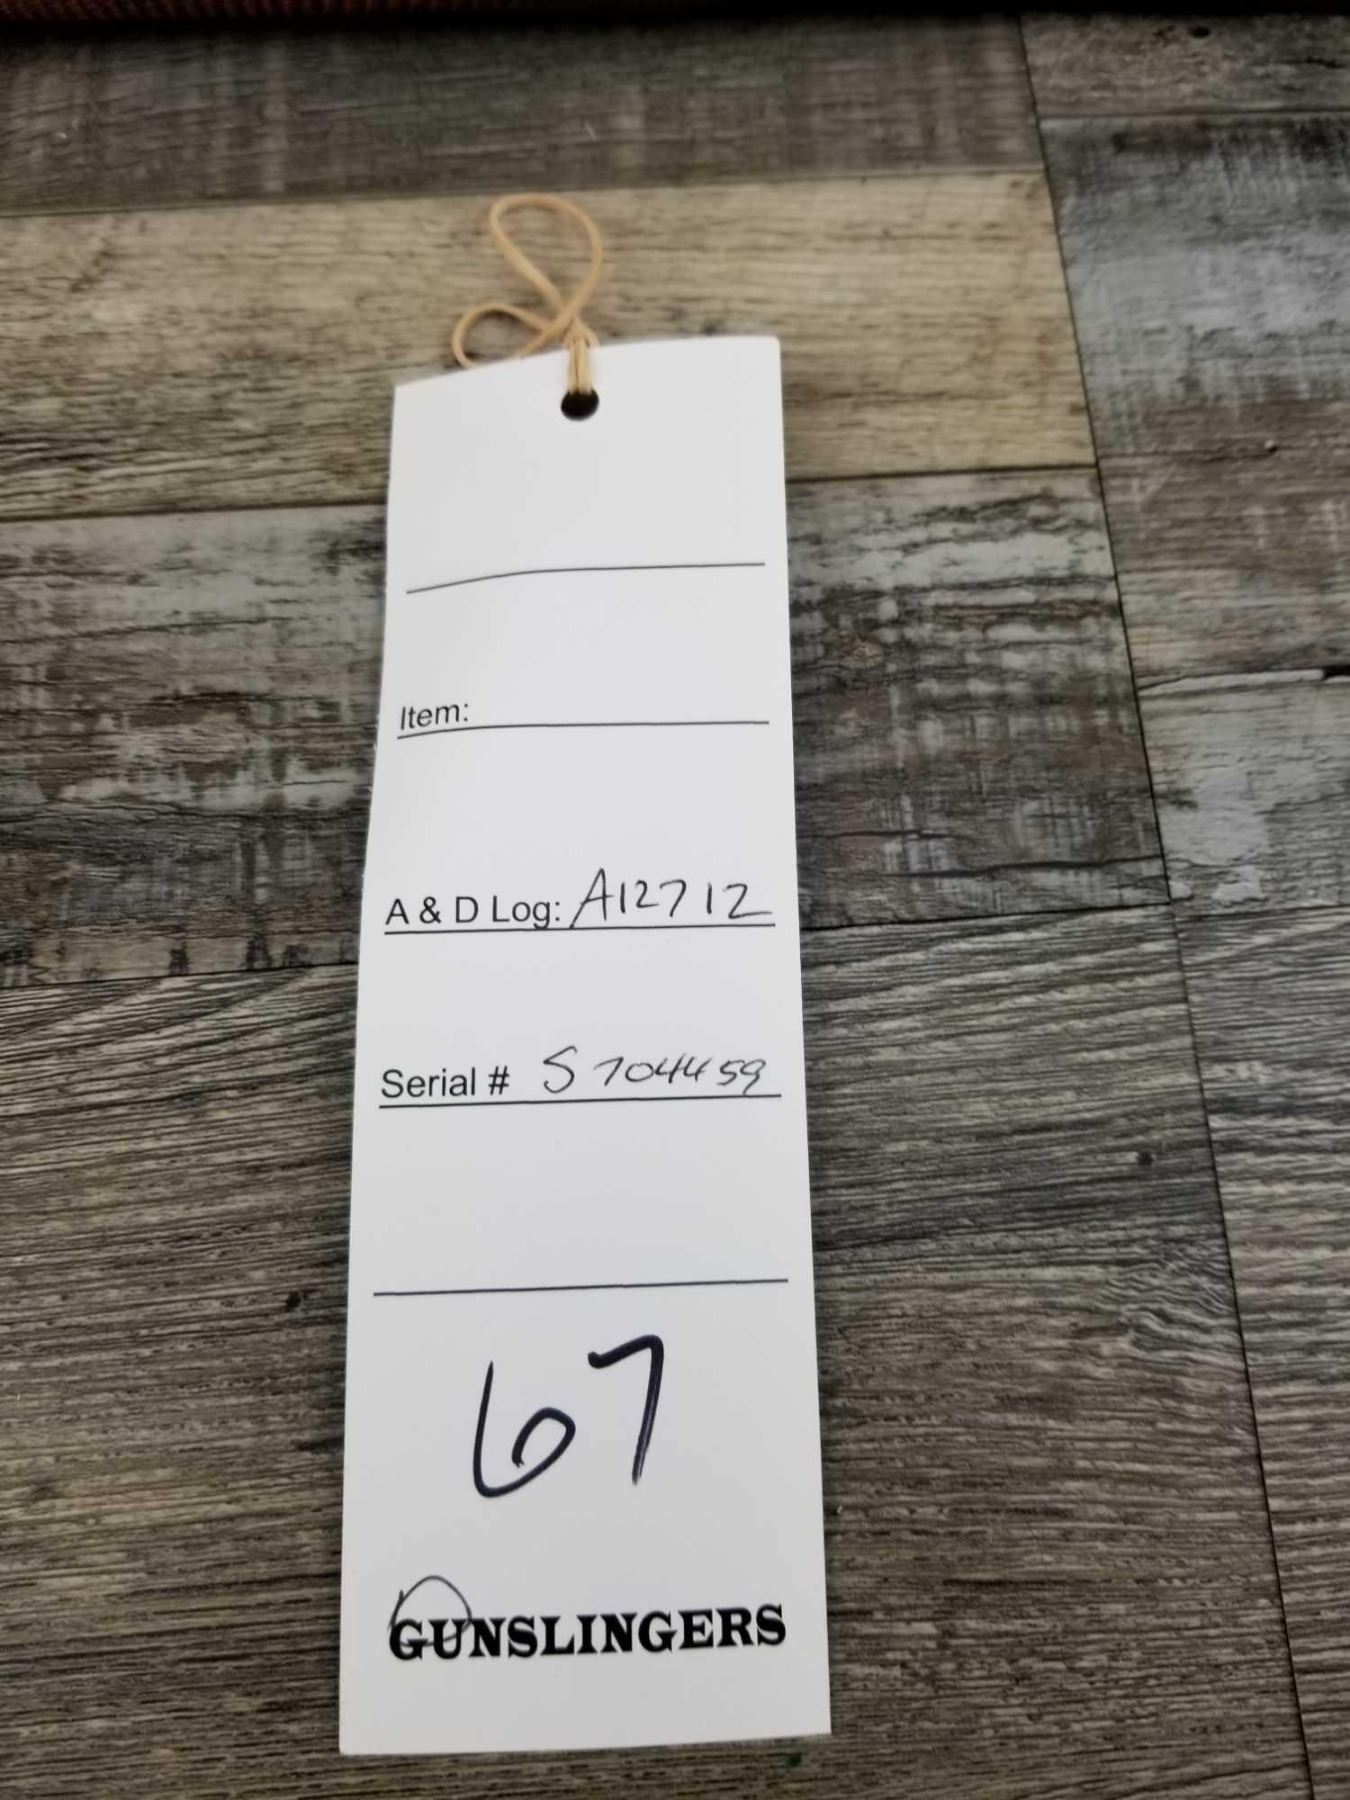 Item:
A & D Log: A12712
Serial # S704459
67
GUNSLINGERS